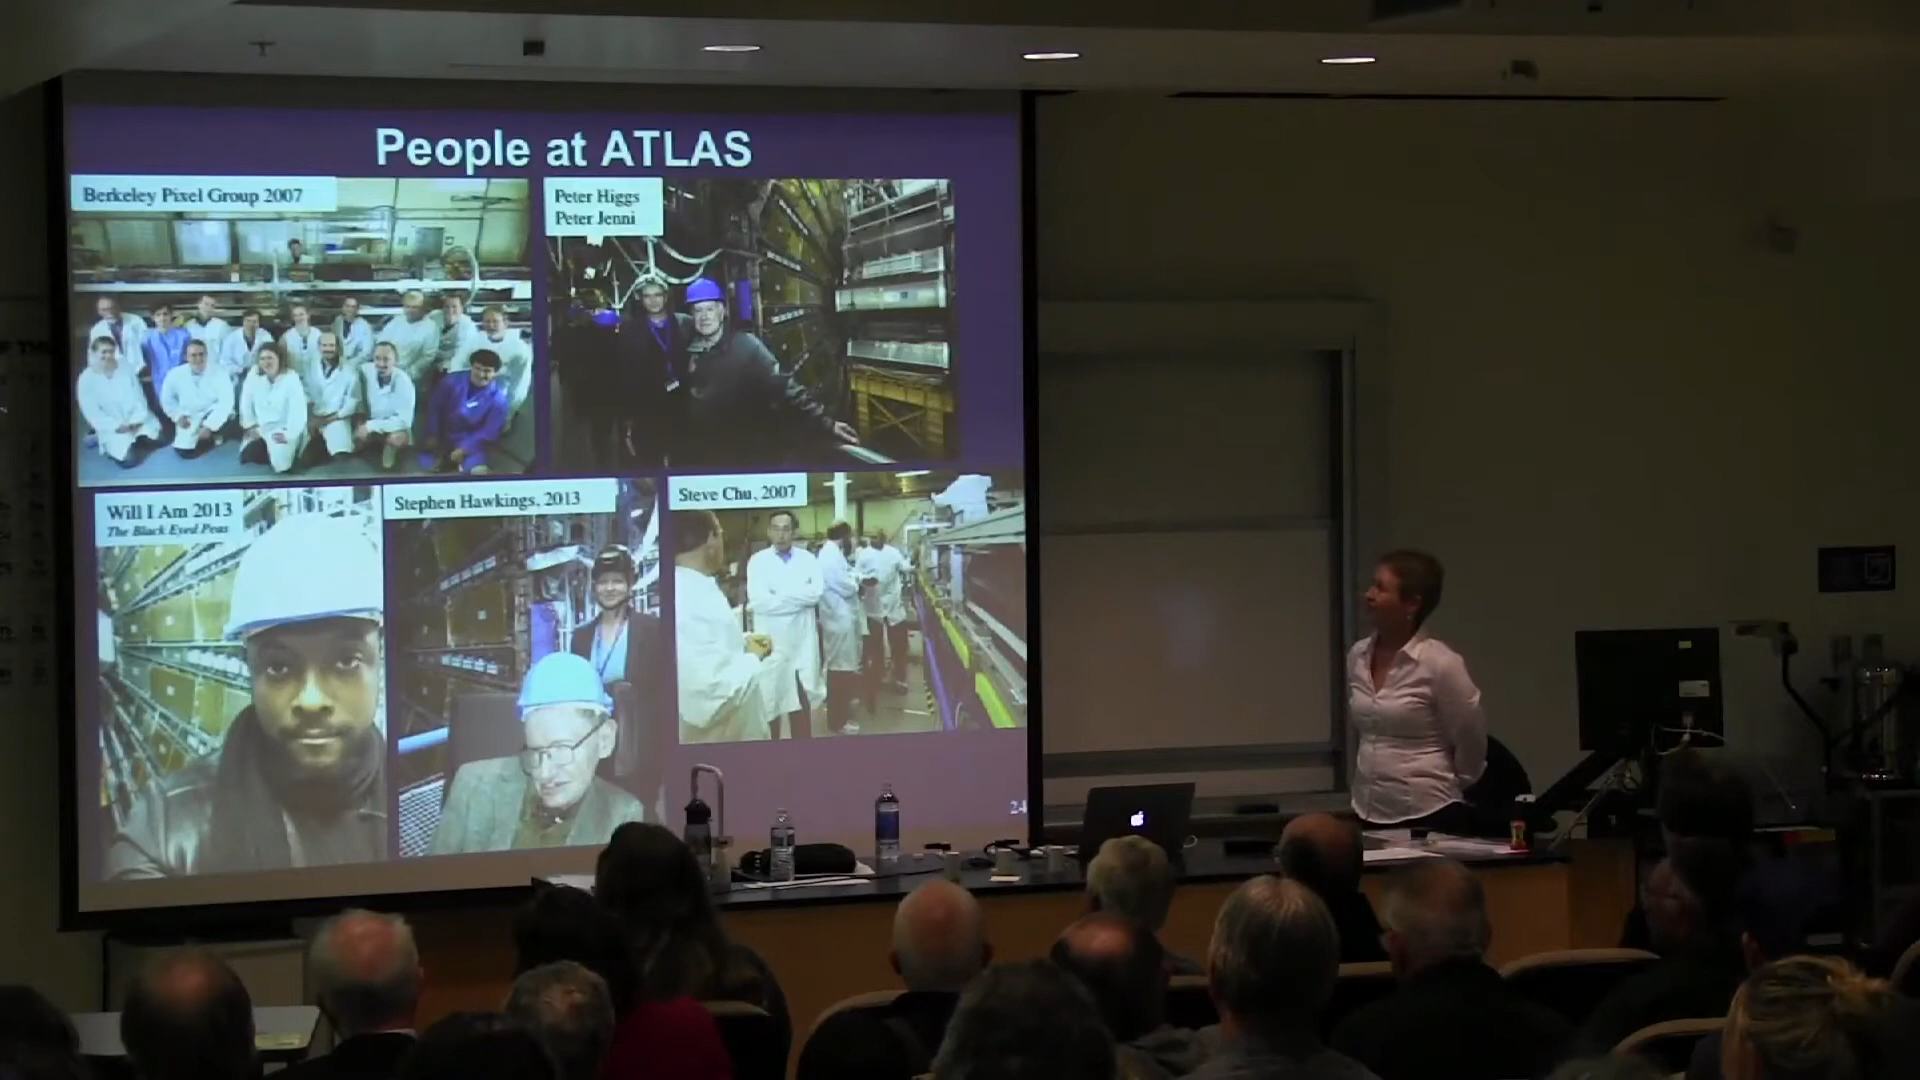 People at ATLAS
Berkeley Pixel Group 2007
Peter Higgs
Peter Jenni
Will I Am 2013
The Black Eyed Peas
Stephen Hawkings, 2013
Steve Chu, 2007
24